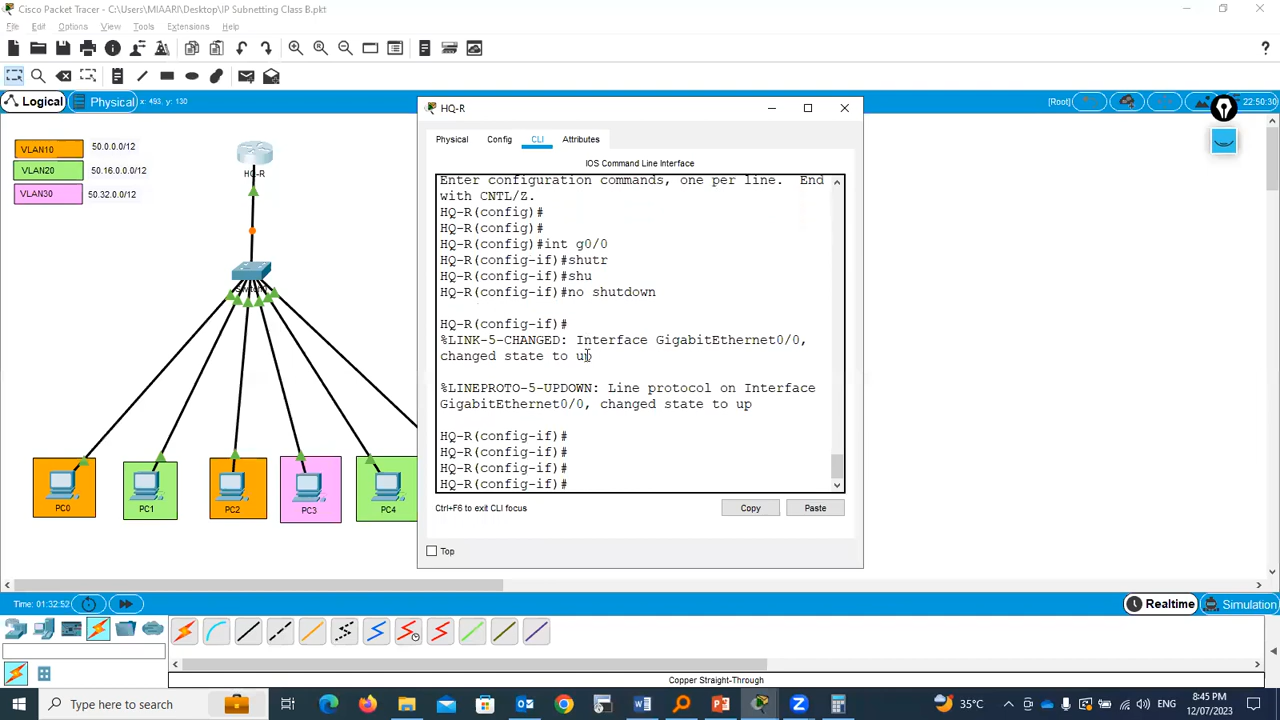 Cisco Packet Tracer - C:\Users\MIAARI\Desktop\IP Subnetting Class B.pkt
File Edit Options View Tools Extensions Help
Logical Physical x: 493, y: 130
[Root] 22:50:30
VLAN10 50.0.0.0/12
VLAN20 50.16.0.0/12
VLAN30 50.32.0.0/12
HQ-R
PC0 PC1 PC2 PC3 PC4
HQ-R
Physical Config CLI Attributes
IOS Command Line Interface
Enter configuration commands, one per line. End
with CNTL/Z.
HQ-R(config)#
HQ-R(config)#
HQ-R(config)#int g0/0
HQ-R(config-if)#shutr
HQ-R(config-if)#shu
HQ-R(config-if)#no shutdown
HQ-R(config-if)#
%LINK-5-CHANGED: Interface GigabitEthernet0/0,
changed state to up
%LINEPROTO-5-UPDOWN: Line protocol on Interface
GigabitEthernet0/0, changed state to up
HQ-R(config-if)#
HQ-R(config-if)#
HQ-R(config-if)#
HQ-R(config-if)#
Ctrl+F6 to exit CLI focus
Copy Paste
Top
Time: 01:32:52
Realtime Simulation
Copper Straight-Through
Type here to search
35°C
8:45 PM
12/07/2023